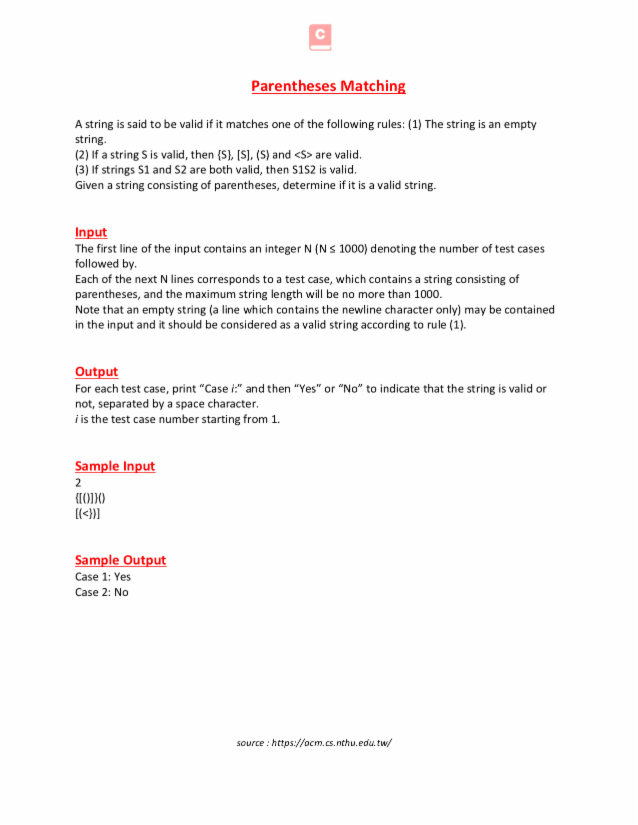 C
Parentheses Matching
A string is said to be valid if it matches one of the following rules: (1) The string is an empty
string.
(2) If a string S is valid, then {S}, [S], (S) and <S> are valid.
(3) If strings S1 and S2 are both valid, then S1S2 is valid.
Given a string consisting of parentheses, determine if it is a valid string.
Input
The first line of the input contains an integer N (N ≤ 1000) denoting the number of test cases
followed by.
Each of the next N lines corresponds to a test case, which contains a string consisting of
parentheses, and the maximum string length will be no more than 1000.
Note that an empty string (a line which contains the newline character only) may be contained
in the input and it should be considered as a valid string according to rule (1).
Output
For each test case, print “Case i:” and then “Yes” or “No” to indicate that the string is valid or
not, separated by a space character.
i is the test case number starting from 1.
Sample Input
2
{[()]}()
[(<})]
Sample Output
Case 1: Yes
Case 2: No
source : https://acm.cs.nthu.edu.tw/